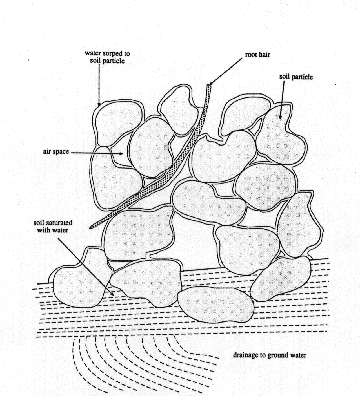 water sorped to
soil particle
root hair
soil particle
air space
soil saturated
with water
drainage to ground water